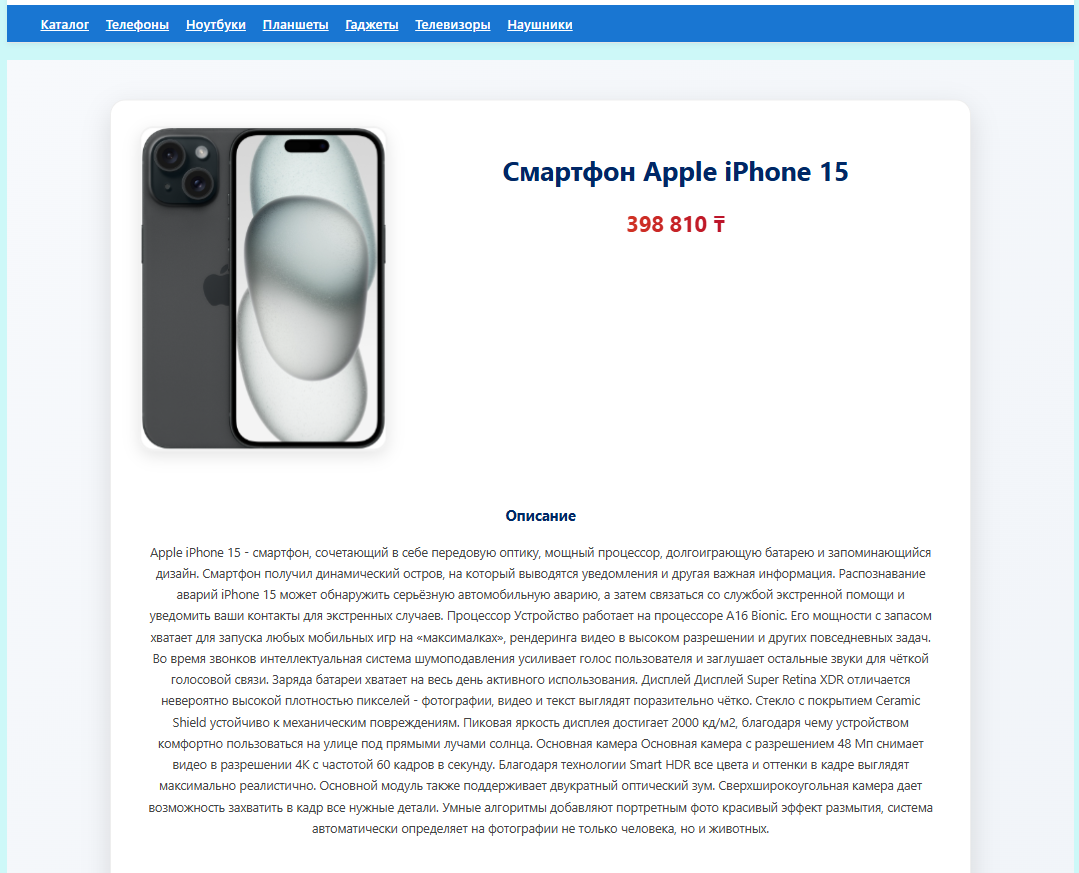 Каталог Телефоны Ноутбуки Планшеты Гаджеты Телевизоры Наушники
Смартфон Apple iPhone 15
398 810 ₸
Описание
Apple iPhone 15 - смартфон, сочетающий в себе передовую оптику, мощный процессор, долгоиграющую батарею и запоминающийся
дизайн. Смартфон получил динамический остров, на который выводятся уведомления и другая важная информация. Распознавание
аварий iPhone 15 может обнаружить серьёзную автомобильную аварию, а затем связаться со службой экстренной помощи и
уведомить ваши контакты для экстренных случаев. Процессор Устройство работает на процессоре A16 Bionic. Его мощности с запасом
хватает для запуска любых мобильных игр на «максималках», рендеринга видео в высоком разрешении и других повседневных задач.
Во время звонков интеллектуальная система шумоподавления усиливает голос пользователя и заглушает остальные звуки для чёткой
голосовой связи. Заряда батареи хватает на весь день активного использования. Дисплей Дисплей Super Retina XDR отличается
невероятно высокой плотностью пикселей - фотографии, видео и текст выглядят поразительно чётко. Стекло с покрытием Ceramic
Shield устойчиво к механическим повреждениям. Пиковая яркость дисплея достигает 2000 кд/м2, благодаря чему устройством
комфортно пользоваться на улице под прямыми лучами солнца. Основная камера Основная камера с разрешением 48 Мп снимает
видео в разрешении 4K с частотой 60 кадров в секунду. Благодаря технологии Smart HDR все цвета и оттенки в кадре выглядят
максимально реалистично. Основной модуль также поддерживает двукратный оптический зум. Сверхширокоугольная камера дает
возможность захватить в кадр все нужные детали. Умные алгоритмы добавляют портретным фото красивый эффект размытия, система
автоматически определяет на фотографии не только человека, но и животных.